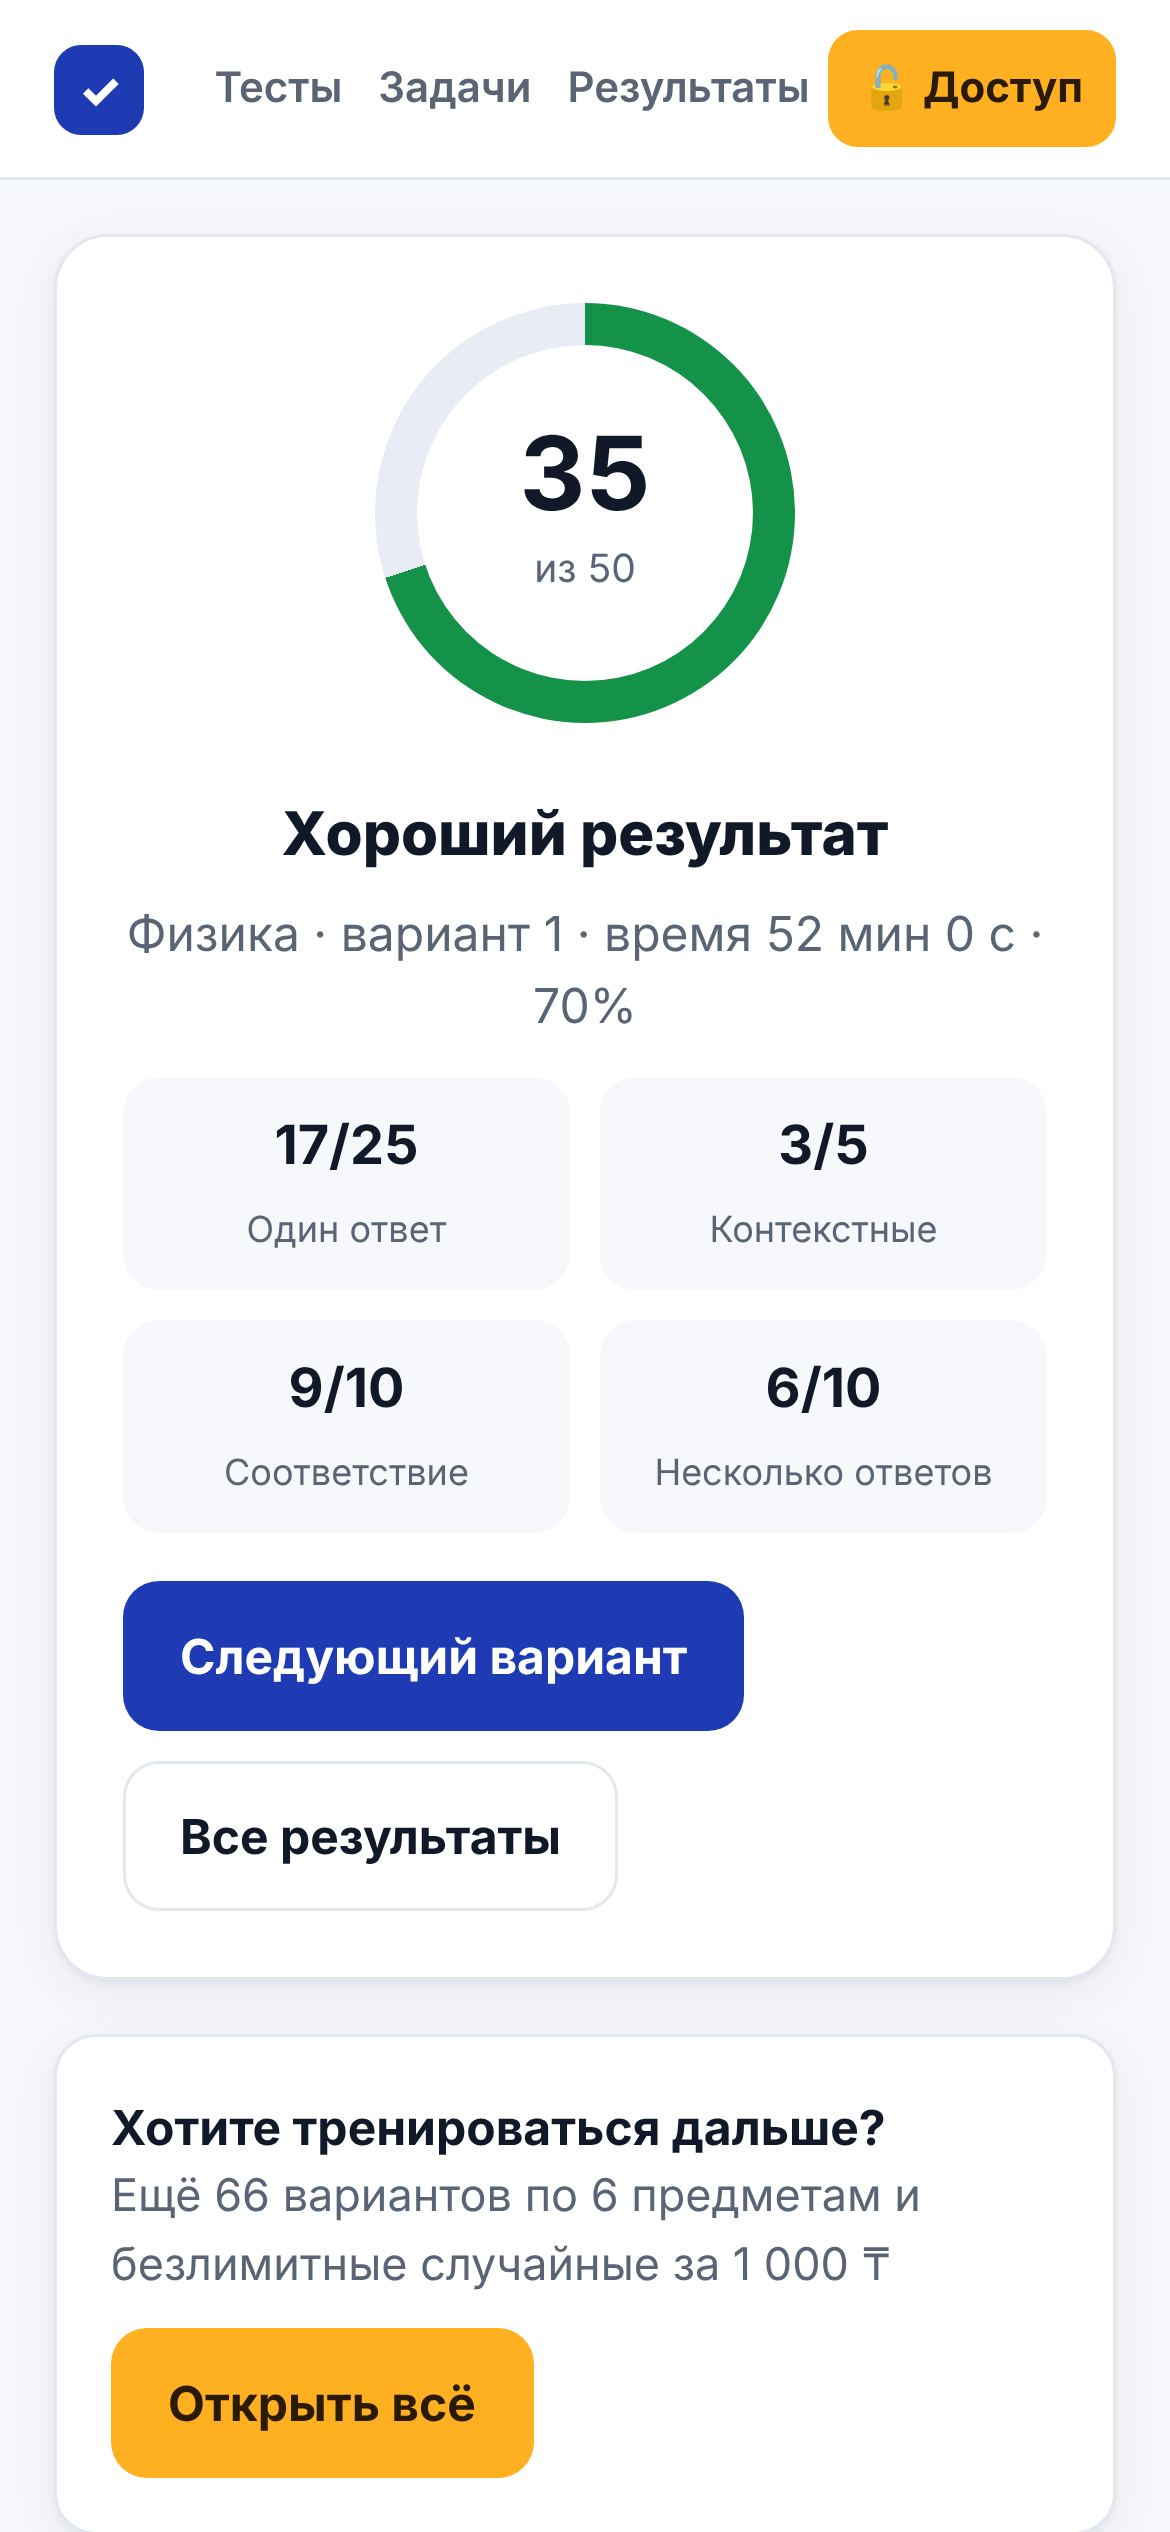 Тесты Задачи Результаты 🔓 Доступ
35
из 50
Хороший результат
Физика · вариант 1 · время 52 мин 0 с ·
70%
17/25
Один ответ
3/5
Контекстные
9/10
Соответствие
6/10
Несколько ответов
Следующий вариант
Все результаты
Хотите тренироваться дальше?
Ещё 66 вариантов по 6 предметам и
безлимитные случайные за 1 000 ₸
Открыть всё